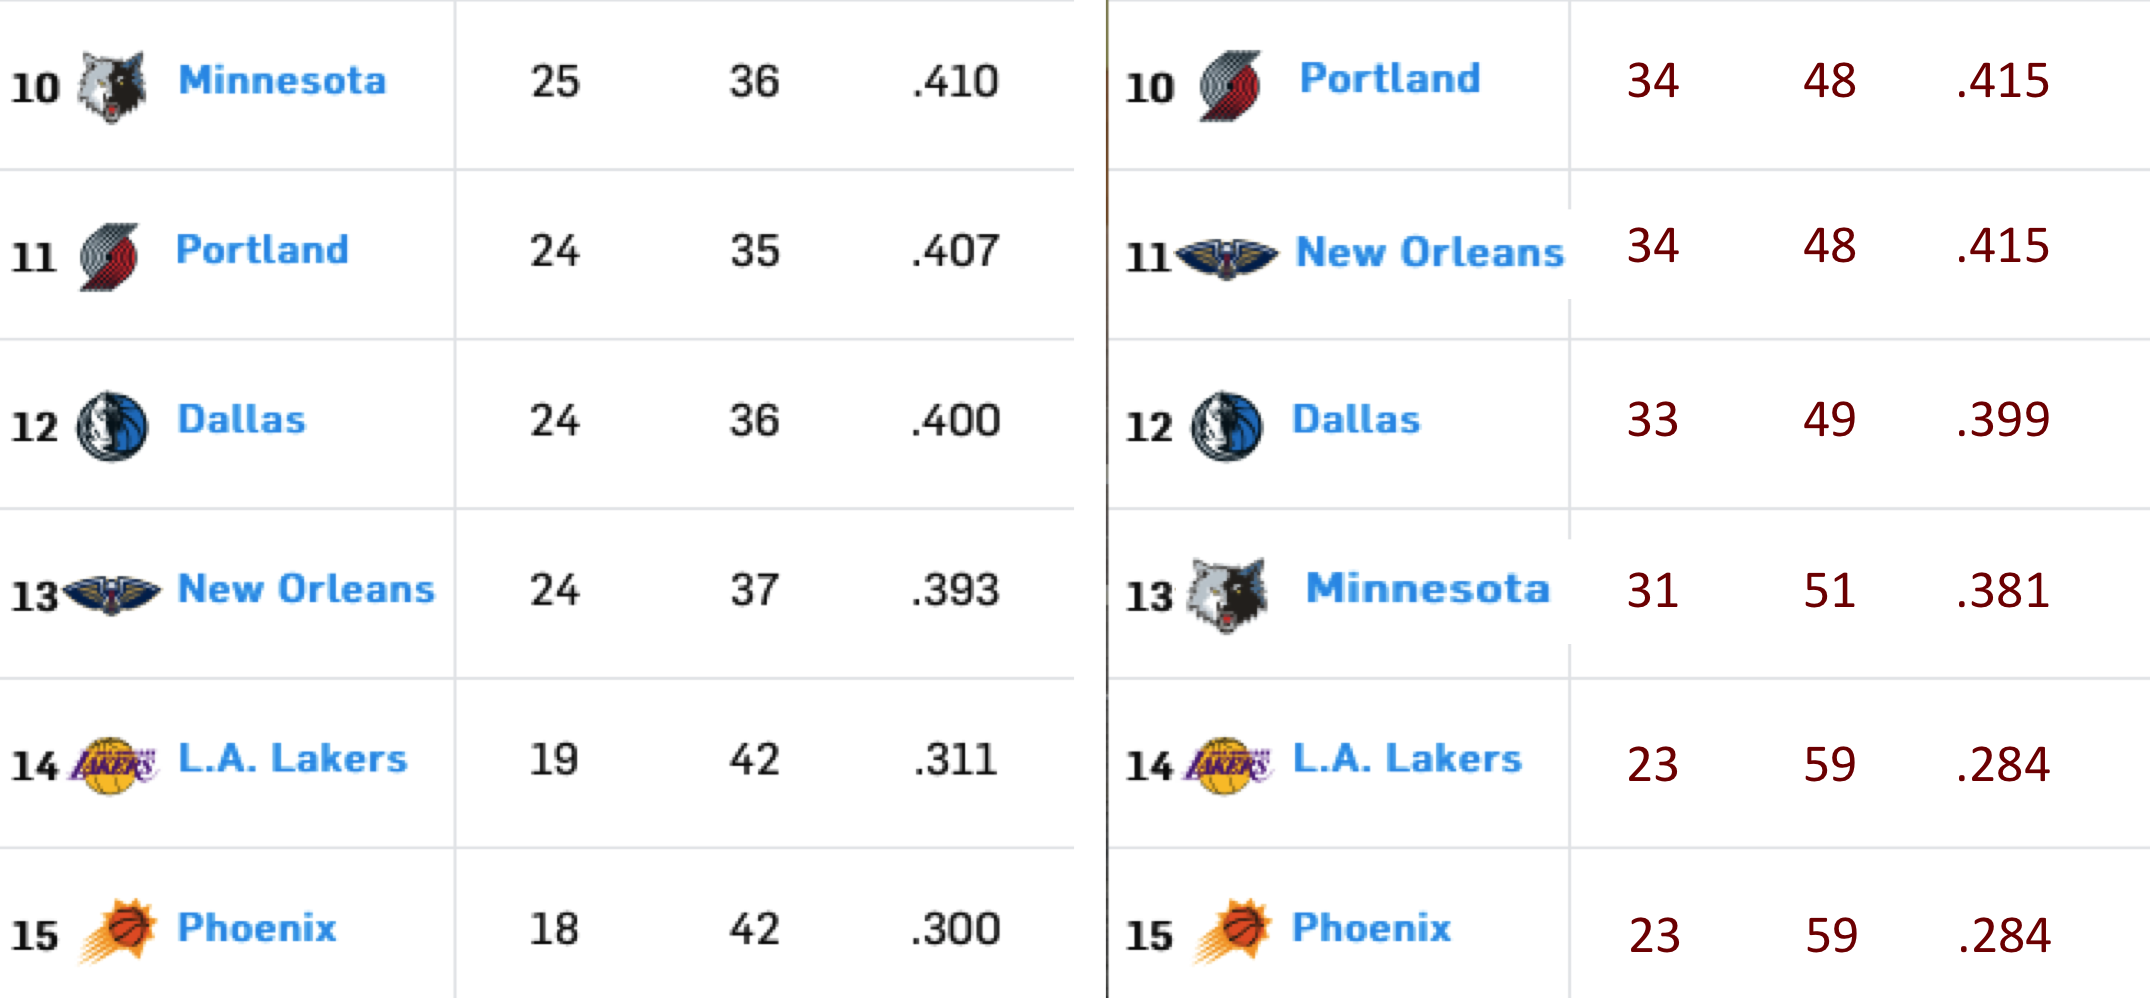 10 Minnesota 25 36 .410
11 Portland 24 35 .407
12 Dallas 24 36 .400
13 New Orleans 24 37 .393
14 LAKERS L.A. Lakers 19 42 .311
15 Phoenix 18 42 .300
10 Portland 34 48 .415
11 New Orleans 34 48 .415
12 Dallas 33 49 .399
13 Minnesota 31 51 .381
14 LAKERS L.A. Lakers 23 59 .284
15 Phoenix 23 59 .284